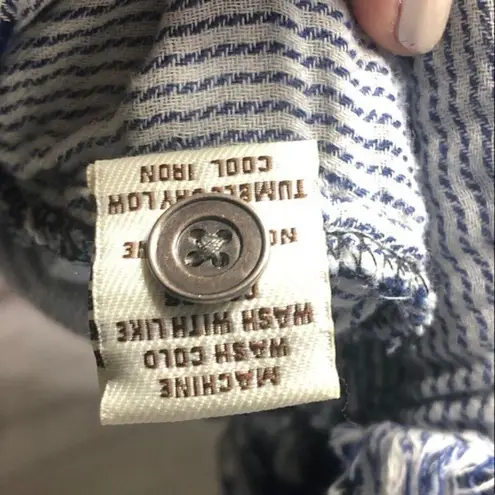 MACHINE
WASH COLD
WASH WITH LIKE
TUMBLE DRY LOW
COOL IRON